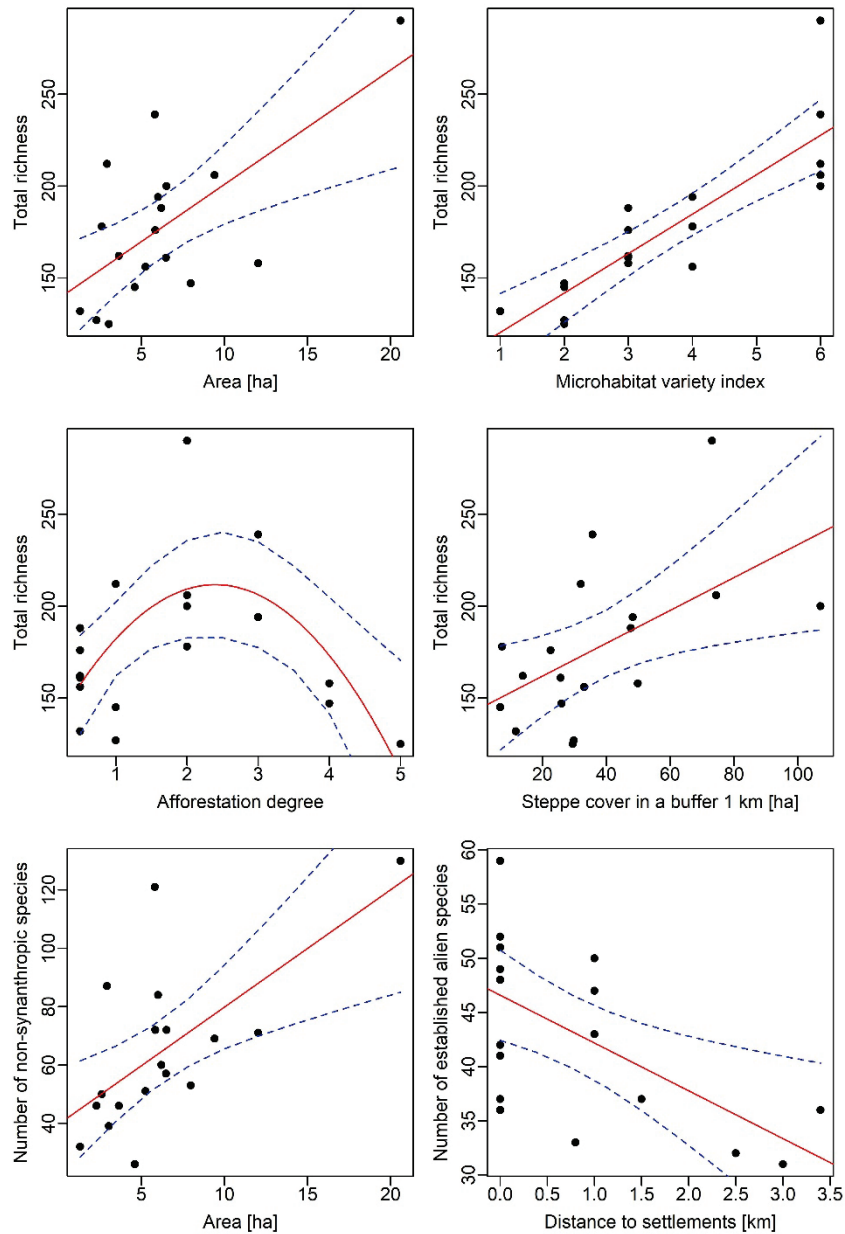 Total richness
150 200 250
5 10 15 20
Area [ha]
Total richness
150 200 250
1 2 3 4 5 6
Microhabitat variety index
Total richness
150 200 250
1 2 3 4 5
Afforestation degree
Total richness
150 200 250
20 40 60 80 100
Steppe cover in a buffer 1 km [ha]
Number of non-synanthropic species
40 60 80 100 120
5 10 15 20
Area [ha]
Number of established alien species
30 35 40 45 50 55 60
0.0 0.5 1.0 1.5 2.0 2.5 3.0 3.5
Distance to settlements [km]